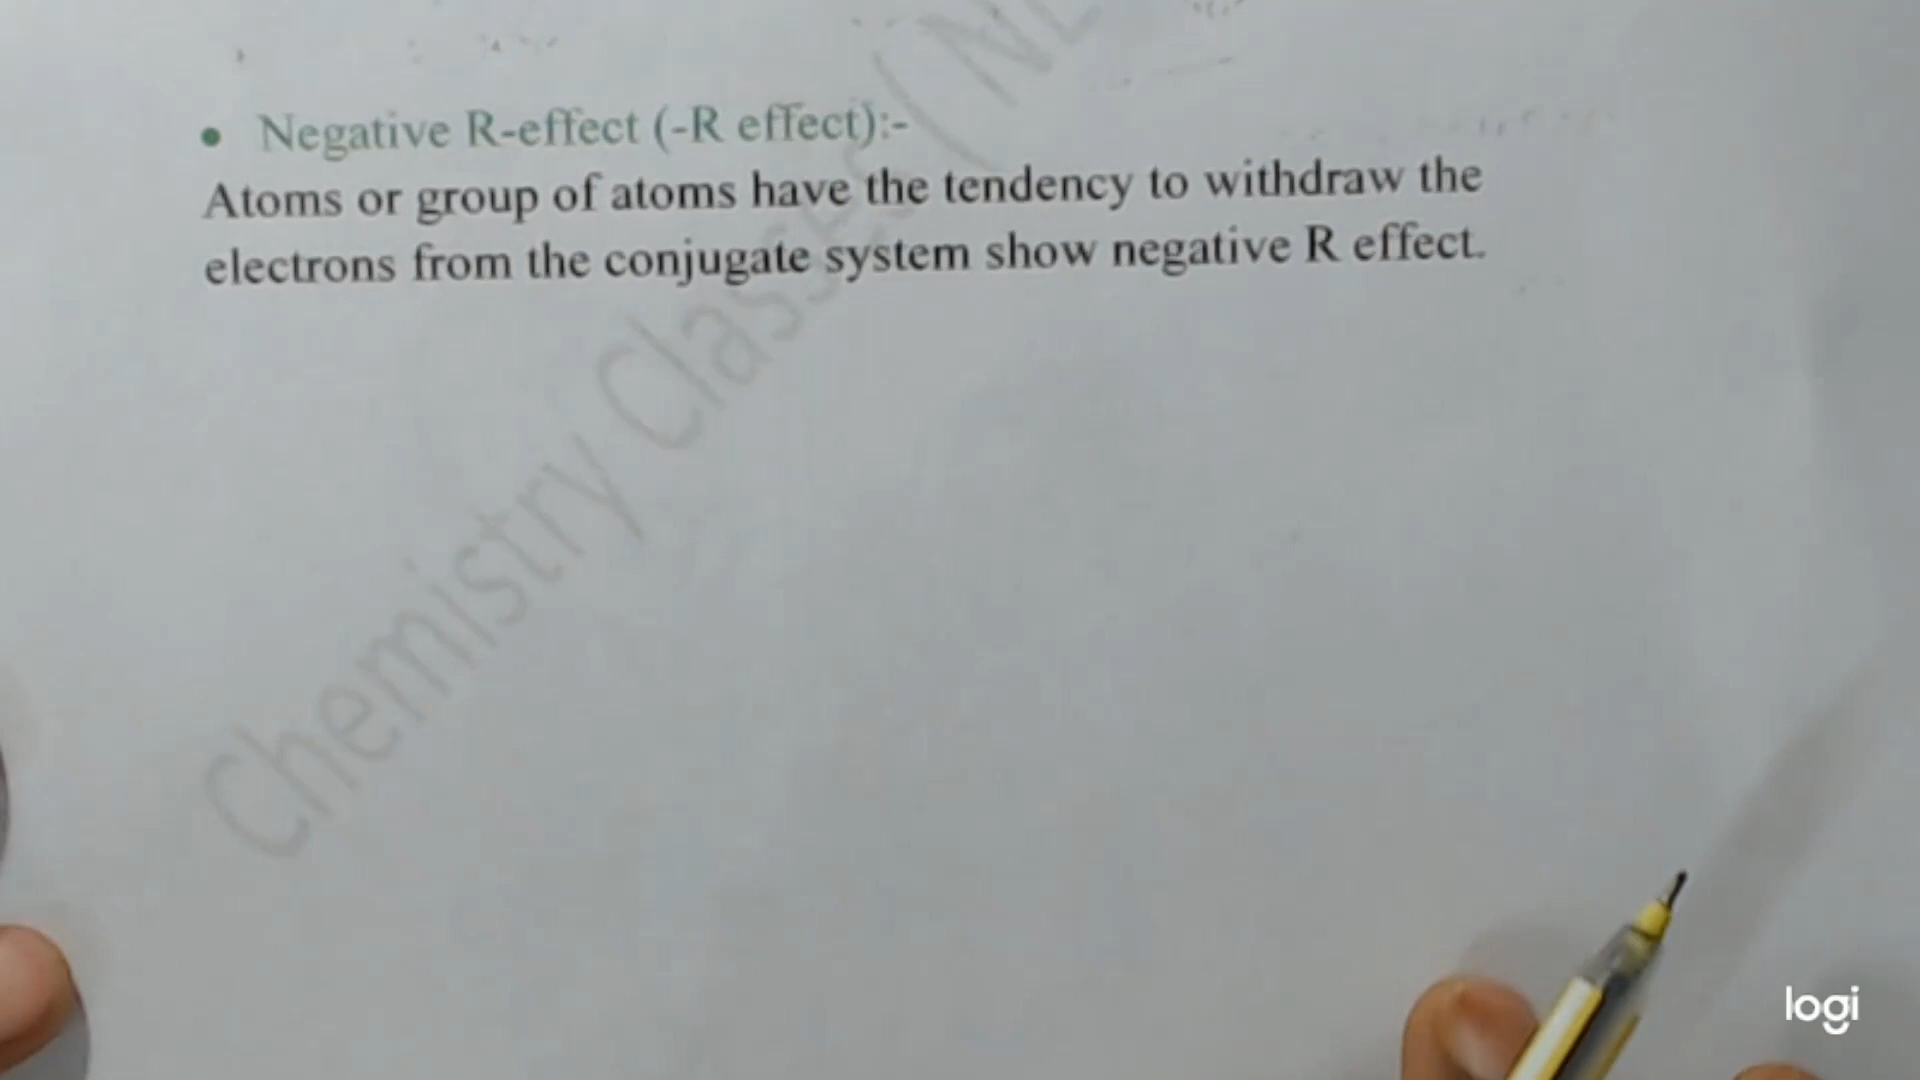 • Negative R-effect (-R effect):-
Atoms or group of atoms have the tendency to withdraw the
electrons from the conjugate system show negative R effect.
Chemistry Classes (
logi